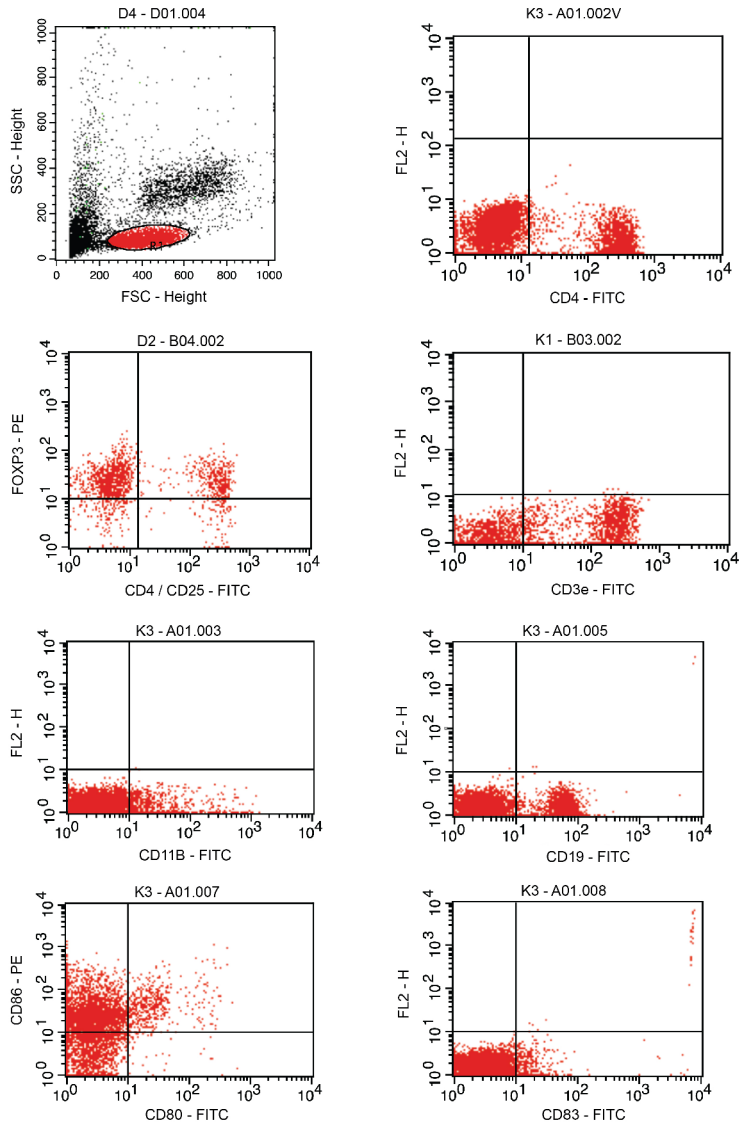 D4 - D01.004
SSC - Height
1000
800
600
400
200
0
R1
0 200 400 600 800 1000
FSC - Height
K3 - A01.002V
FL2 - H
10^4
10^3
10^2
10^1
10^0
10^0 10^1 10^2 10^3 10^4
CD4 - FITC
D2 - B04.002
FOXP3 - PE
10^4
10^3
10^2
10^1
10^0
10^0 10^1 10^2 10^3 10^4
CD4 / CD25 - FITC
K1 - B03.002
FL2 - H
10^4
10^3
10^2
10^1
10^0
10^0 10^1 10^2 10^3 10^4
CD3e - FITC
K3 - A01.003
FL2 - H
10^4
10^3
10^2
10^1
10^0
10^0 10^1 10^2 10^3 10^4
CD11B - FITC
K3 - A01.005
FL2 - H
10^4
10^3
10^2
10^1
10^0
10^0 10^1 10^2 10^3 10^4
CD19 - FITC
K3 - A01.007
CD86 - PE
10^4
10^3
10^2
10^1
10^0
10^0 10^1 10^2 10^3 10^4
CD80 - FITC
K3 - A01.008
FL2 - H
10^4
10^3
10^2
10^1
10^0
10^0 10^1 10^2 10^3 10^4
CD83 - FITC